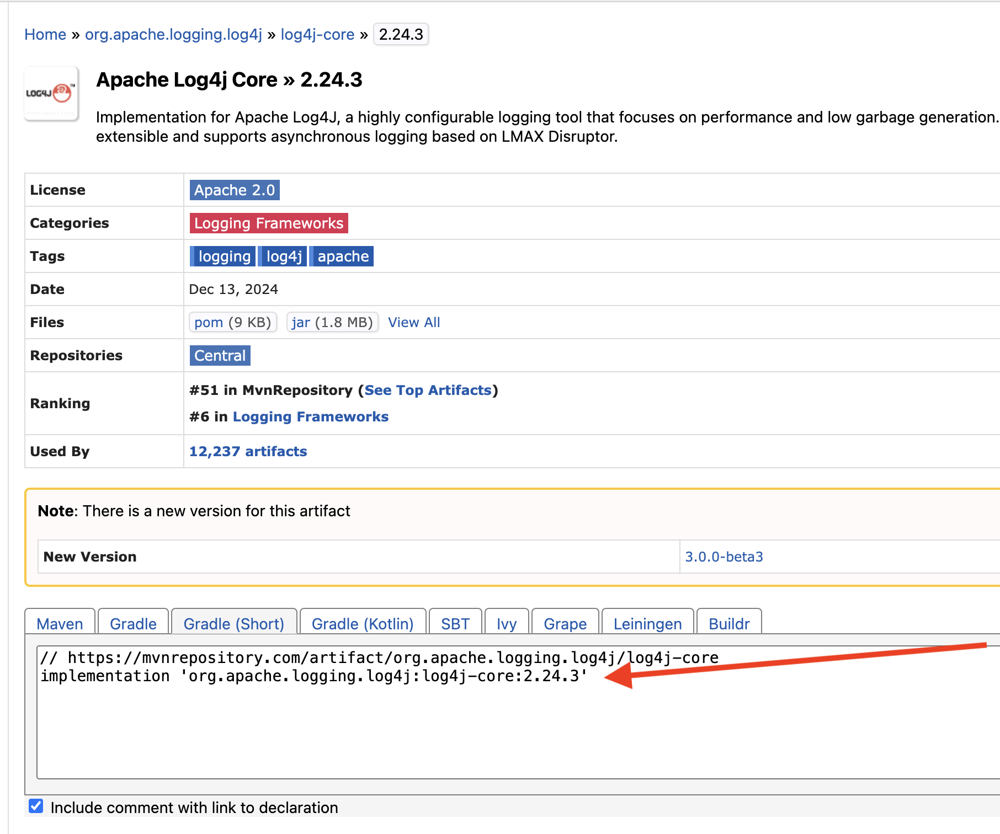 Home » org.apache.logging.log4j » log4j-core » 2.24.3
LOG4J™
Apache Log4j Core » 2.24.3
Implementation for Apache Log4J, a highly configurable logging tool that focuses on performance and low garbage generation.
extensible and supports asynchronous logging based on LMAX Disruptor.
License Apache 2.0
Categories Logging Frameworks
Tags logging log4j apache
Date Dec 13, 2024
Files pom (9 KB) jar (1.8 MB) View All
Repositories Central
Ranking #51 in MvnRepository (See Top Artifacts)
#6 in Logging Frameworks
Used By 12,237 artifacts
Note: There is a new version for this artifact
New Version 3.0.0-beta3
Maven Gradle Gradle (Short) Gradle (Kotlin) SBT Ivy Grape Leiningen Buildr
// https://mvnrepository.com/artifact/org.apache.logging.log4j/log4j-core
implementation 'org.apache.logging.log4j:log4j-core:2.24.3'
Include comment with link to declaration